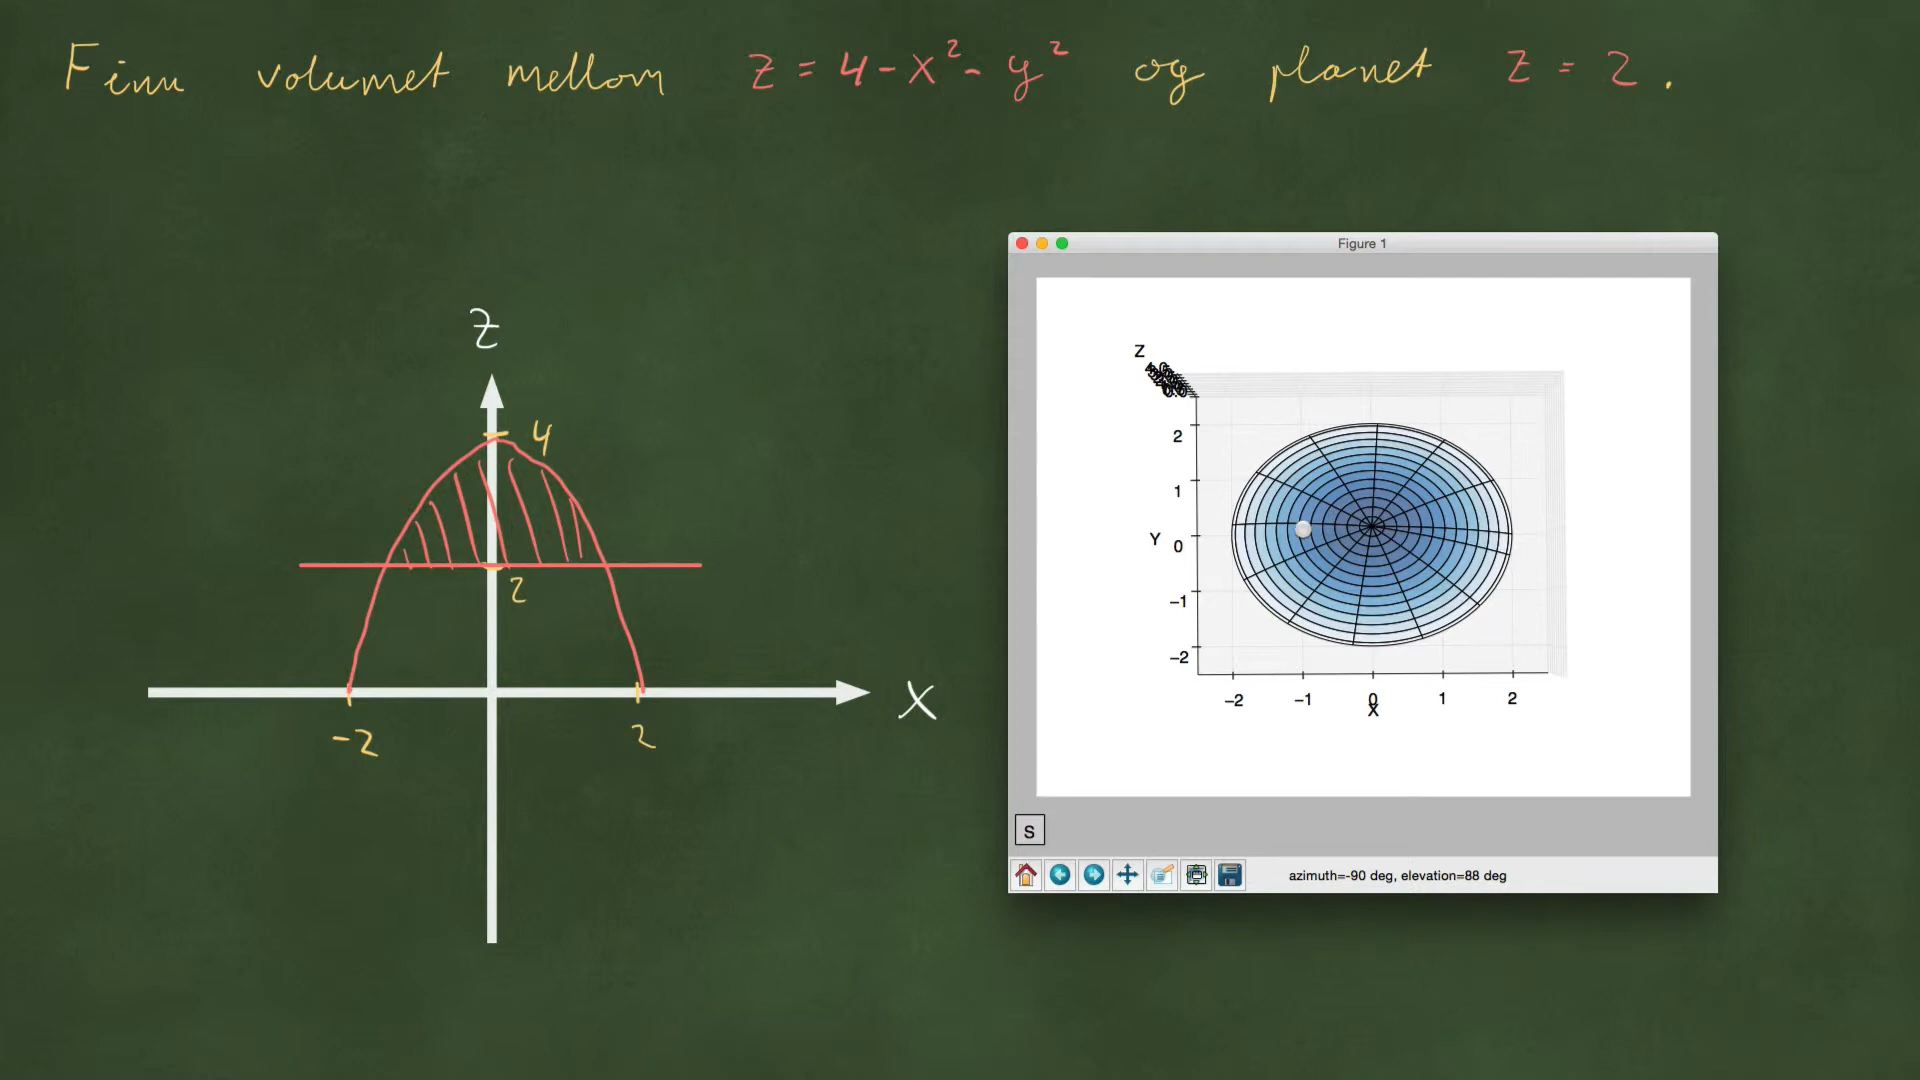 Finn volumet mellom z = 4 - x² - y² og planet z = 2 .
z
4
2
x
-2
2
Figure 1
Z
2
1
Y
0
−1
−2
−2 −1 0 1 2
X
S
azimuth=-90 deg, elevation=88 deg